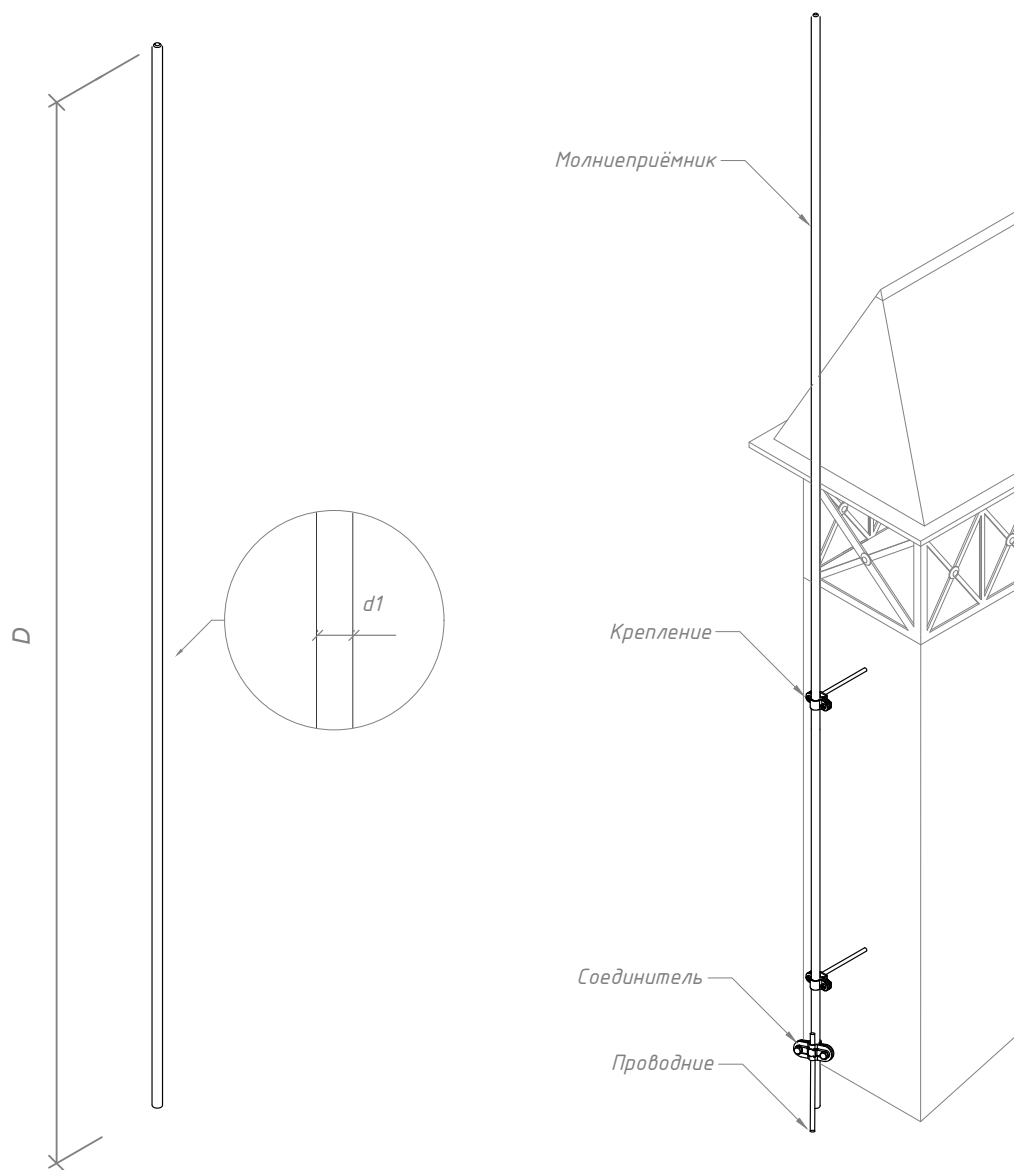 D
d1
Молниеприёмник
Крепление
Соединитель
Проводние